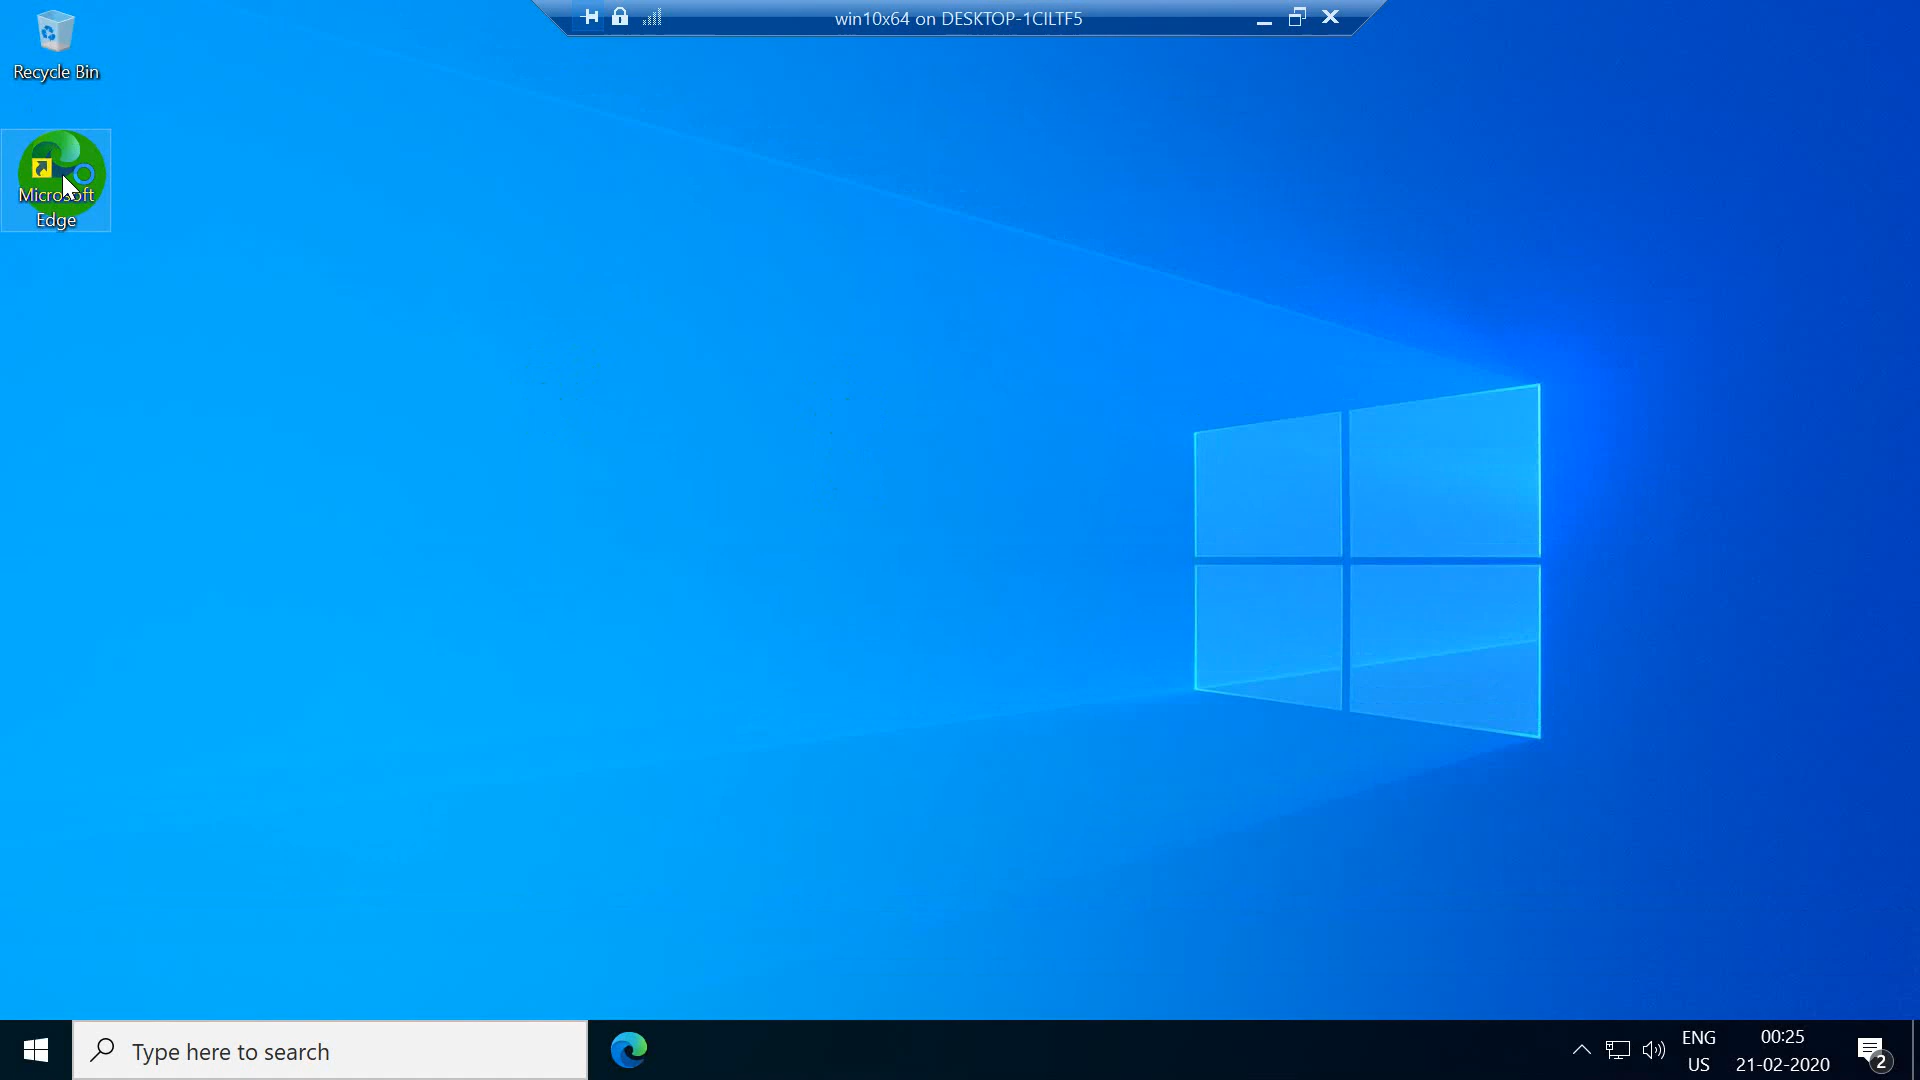 win10x64 on DESKTOP-1CILTF5
Recycle Bin
Microsoft
Edge
Type here to search
ENG
US
00:25
21-02-2020
2